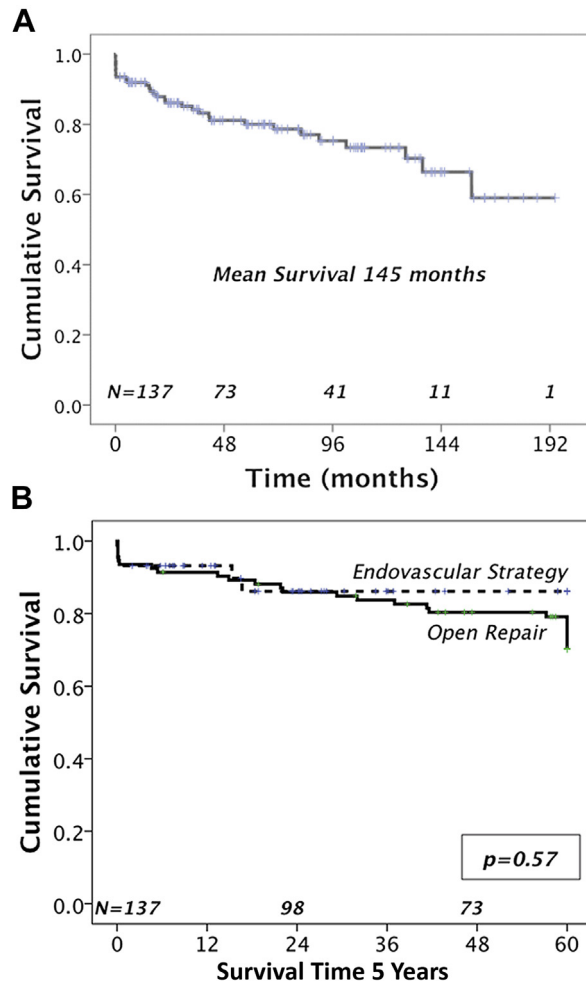 A
1.0
0.8
0.6
0.4
0.2
0.0
Cumulative Survival
Mean Survival 145 months
N=137 73 41 11 1
0 48 96 144 192
Time (months)
B
1.0
0.8
0.6
0.4
0.2
0.0
Cumulative Survival
Endovascular Strategy
Open Repair
p=0.57
N=137 98 73
0 12 24 36 48 60
Survival Time 5 Years